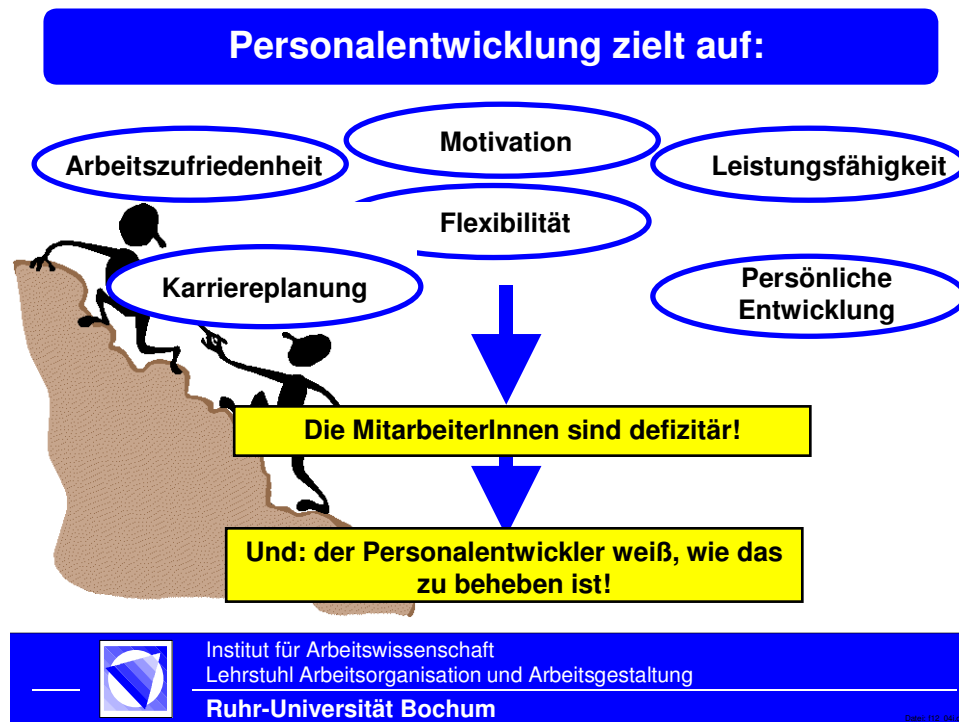 Personalentwicklung zielt auf:
Motivation
Arbeitszufriedenheit
Leistungsfähigkeit
Flexibilität
Karriereplanung
Persönliche
Entwicklung
Die MitarbeiterInnen sind defizitär!
Und: der Personalentwickler weiß, wie das
zu beheben ist!
Institut für Arbeitswissenschaft
Lehrstuhl Arbeitsorganisation und Arbeitsgestaltung
Ruhr-Universität Bochum